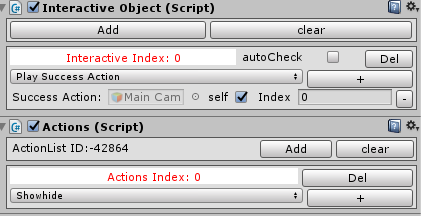 Interactive Object (Script)
Add clear
Interactive Index: 0 autoCheck Del
Play Success Action +
Success Action: Main Cam self Index 0 -
Actions (Script)
ActionList ID:-42864 Add clear
Actions Index: 0 Del
Showhide +